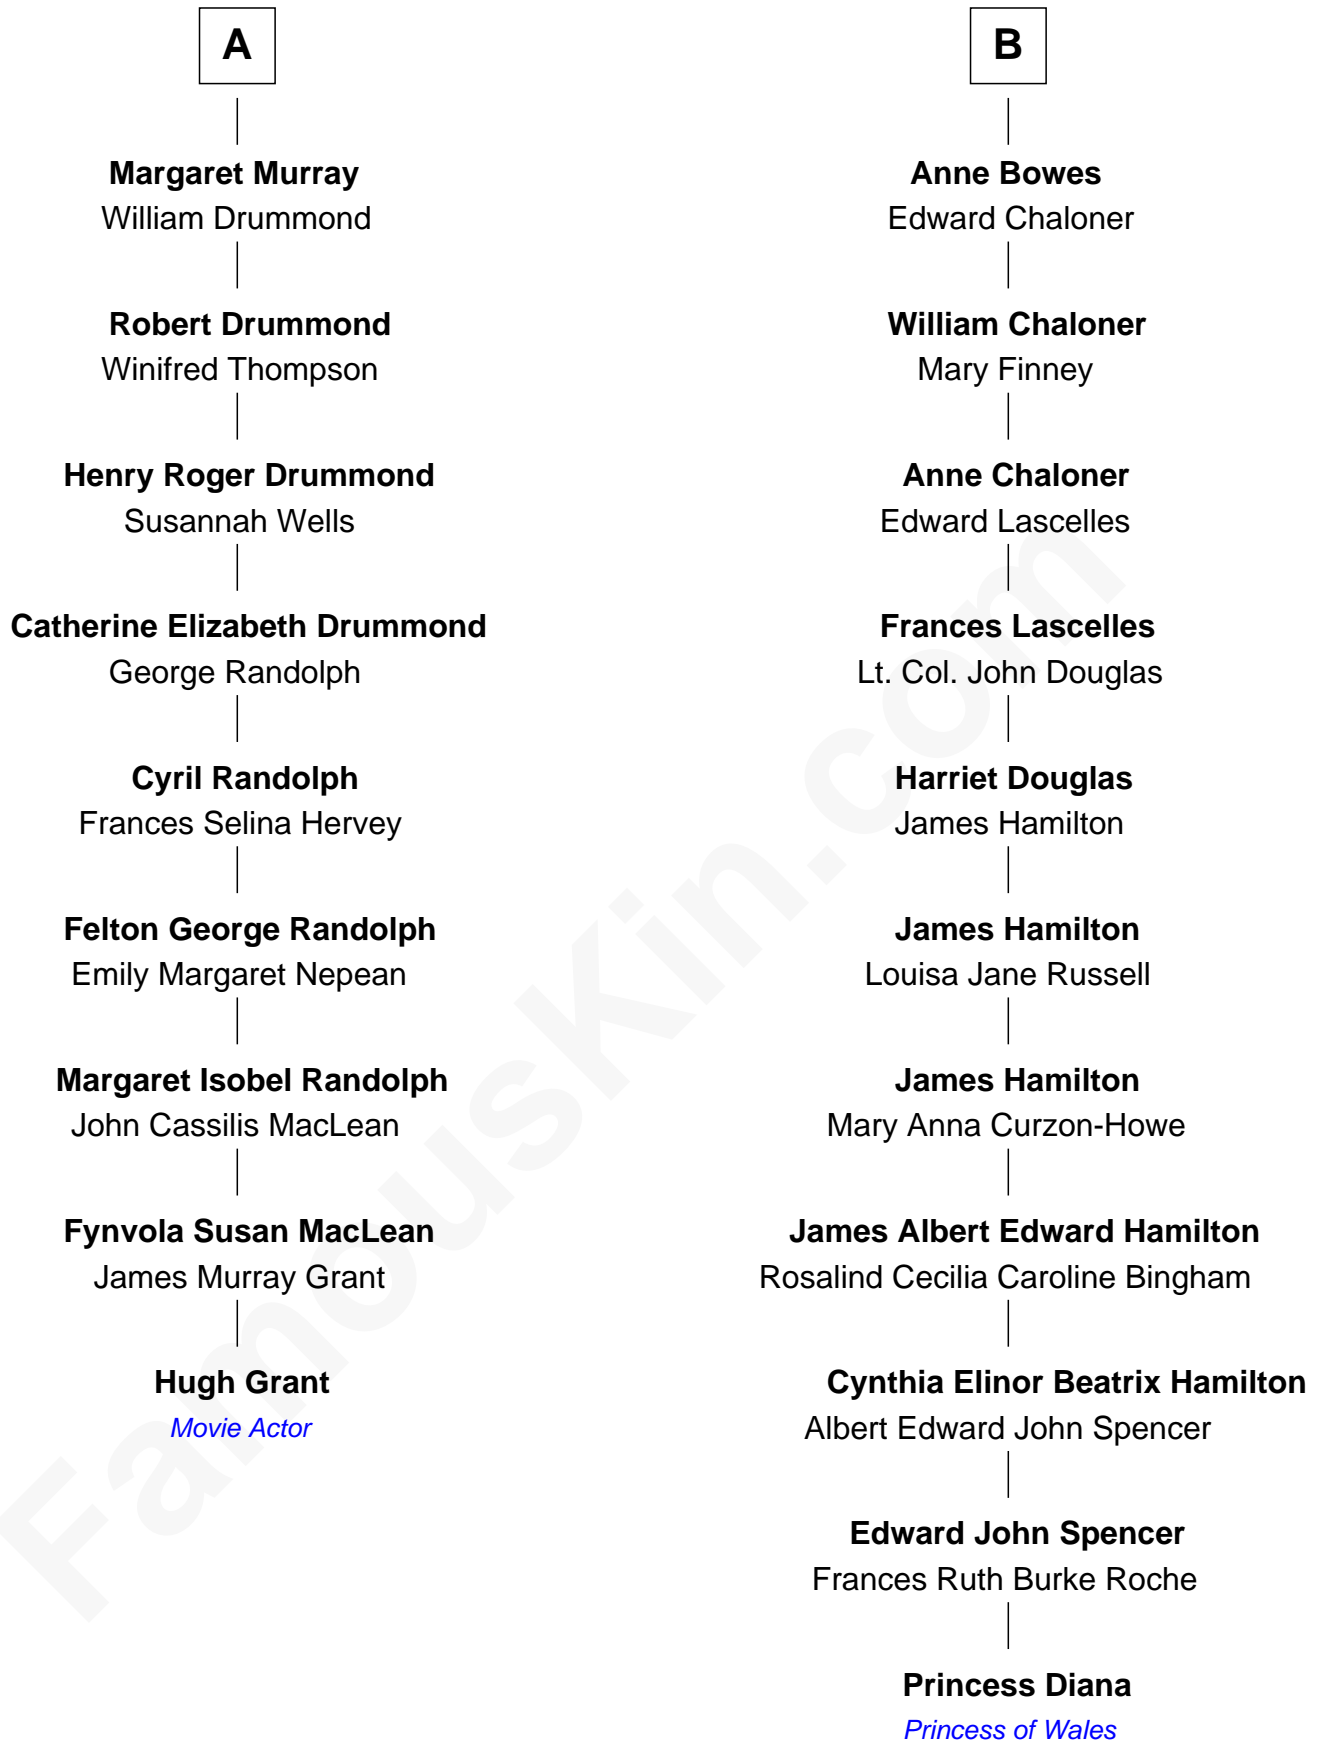 A
Margaret Murray
William Drummond
Robert Drummond
Winifred Thompson
Henry Roger Drummond
Susannah Wells
Catherine Elizabeth Drummond
George Randolph
Cyril Randolph
Frances Selina Hervey
Felton George Randolph
Emily Margaret Nepean
Margaret Isobel Randolph
John Cassilis MacLean
Fynvola Susan MacLean
James Murray Grant
Hugh Grant
Movie Actor
B
Anne Bowes
Edward Chaloner
William Chaloner
Mary Finney
Anne Chaloner
Edward Lascelles
Frances Lascelles
Lt. Col. John Douglas
Harriet Douglas
James Hamilton
James Hamilton
Louisa Jane Russell
James Hamilton
Mary Anna Curzon-Howe
James Albert Edward Hamilton
Rosalind Cecilia Caroline Bingham
Cynthia Elinor Beatrix Hamilton
Albert Edward John Spencer
Edward John Spencer
Frances Ruth Burke Roche
Princess Diana
Princess of Wales
FamousKin.com